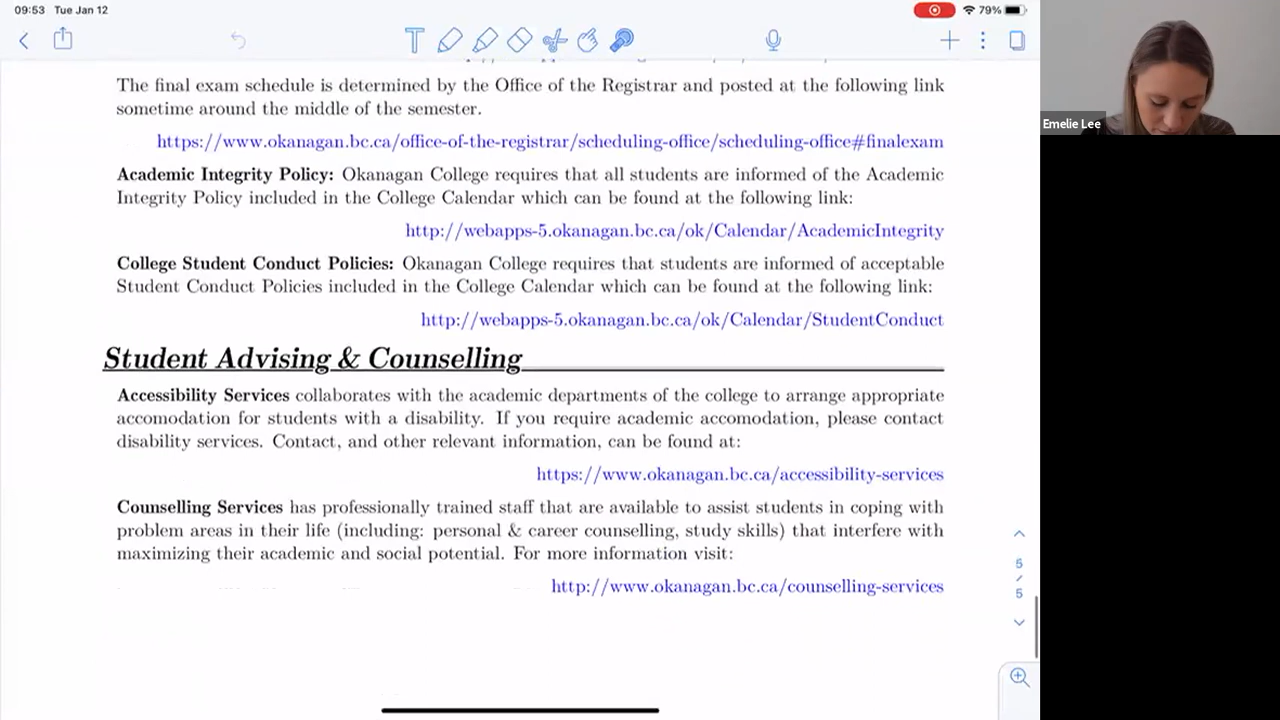 09:53 Tue Jan 12
79%
The final exam schedule is determined by the Office of the Registrar and posted at the following link
sometime around the middle of the semester.
https://www.okanagan.bc.ca/office-of-the-registrar/scheduling-office/scheduling-office#finalexam
Academic Integrity Policy: Okanagan College requires that all students are informed of the Academic
Integrity Policy included in the College Calendar which can be found at the following link:
http://webapps-5.okanagan.bc.ca/ok/Calendar/AcademicIntegrity
College Student Conduct Policies: Okanagan College requires that students are informed of acceptable
Student Conduct Policies included in the College Calendar which can be found at the following link:
http://webapps-5.okanagan.bc.ca/ok/Calendar/StudentConduct
Student Advising & Counselling
Accessibility Services collaborates with the academic departments of the college to arrange appropriate
accomodation for students with a disability. If you require academic accomodation, please contact
disability services. Contact, and other relevant information, can be found at:
https://www.okanagan.bc.ca/accessibility-services
Counselling Services has professionally trained staff that are available to assist students in coping with
problem areas in their life (including: personal & career counselling, study skills) that interfere with
maximizing their academic and social potential. For more information visit:
http://www.okanagan.bc.ca/counselling-services
5
/
5
Emelie Lee